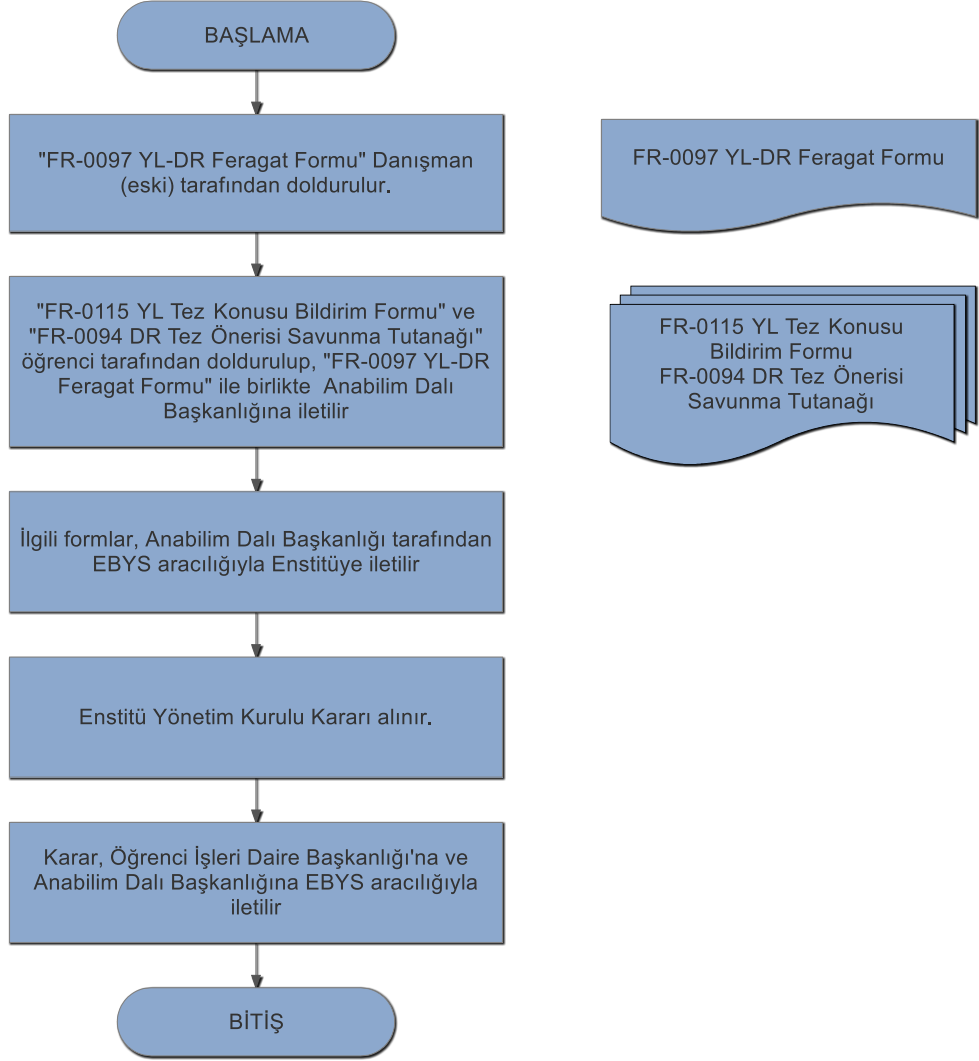 BAŞLAMA
"FR-0097 YL-DR Feragat Formu" Danışman
(eski) tarafından doldurulur.
FR-0097 YL-DR Feragat Formu
"FR-0115 YL Tez Konusu Bildirim Formu" ve
"FR-0094 DR Tez Önerisi Savunma Tutanağı"
öğrenci tarafından doldurulup, "FR-0097 YL-DR
Feragat Formu" ile birlikte Anabilim Dalı
Başkanlığına iletilir
FR-0115 YL Tez Konusu
Bildirim Formu
FR-0094 DR Tez Önerisi
Savunma Tutanağı
İlgili formlar, Anabilim Dalı Başkanlığı tarafından
EBYS aracılığıyla Enstitüye iletilir
Enstitü Yönetim Kurulu Kararı alınır.
Karar, Öğrenci İşleri Daire Başkanlığı'na ve
Anabilim Dalı Başkanlığına EBYS aracılığıyla
iletilir
BİTİŞ